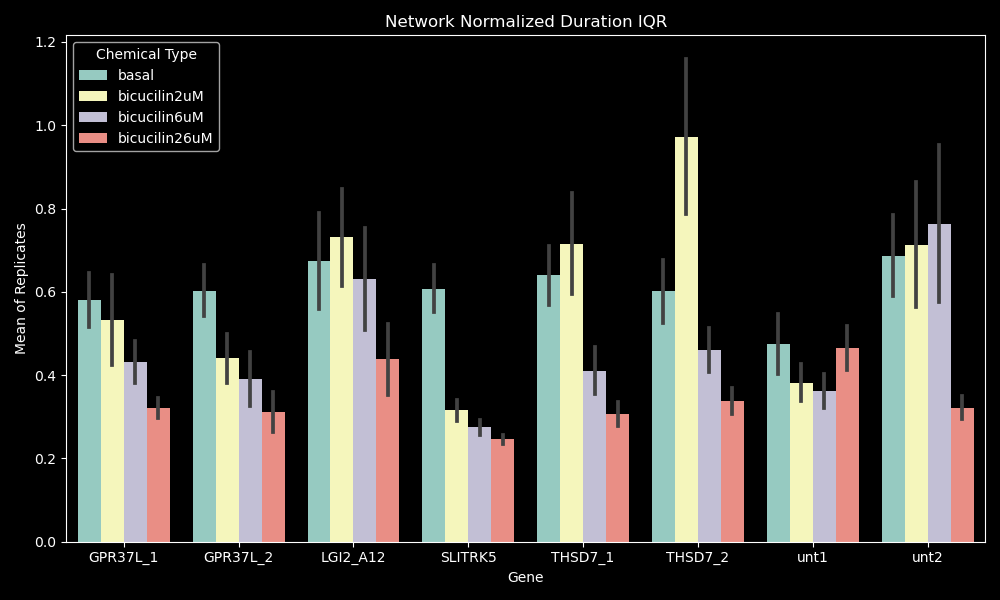 Network Normalized Duration IQR
Chemical Type
basal
bicucilin2uM
bicucilin6uM
bicucilin26uM
Mean of Replicates
1.2
1.0
0.8
0.6
0.4
0.2
0.0
GPR37L_1 GPR37L_2 LGI2_A12 SLITRK5 THSD7_1 THSD7_2 unt1 unt2
Gene